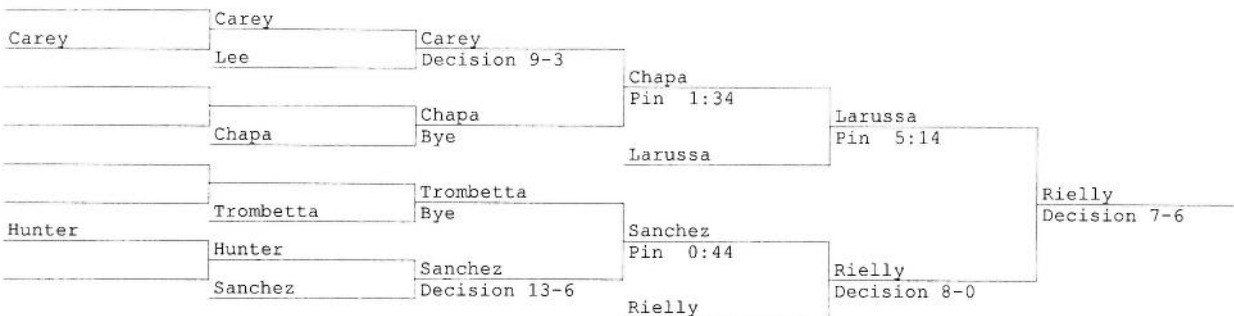 Carey
Carey
Lee
Carey
Decision 9-3
Chapa
Pin 1:34
Chapa
Chapa
Bye
Larussa
Larussa
Pin 5:14
Trombetta
Trombetta
Bye
Rielly
Decision 7-6
Hunter
Hunter
Sanchez
Sanchez
Decision 13-6
Sanchez
Pin 0:44
Rielly
Rielly
Decision 8-0